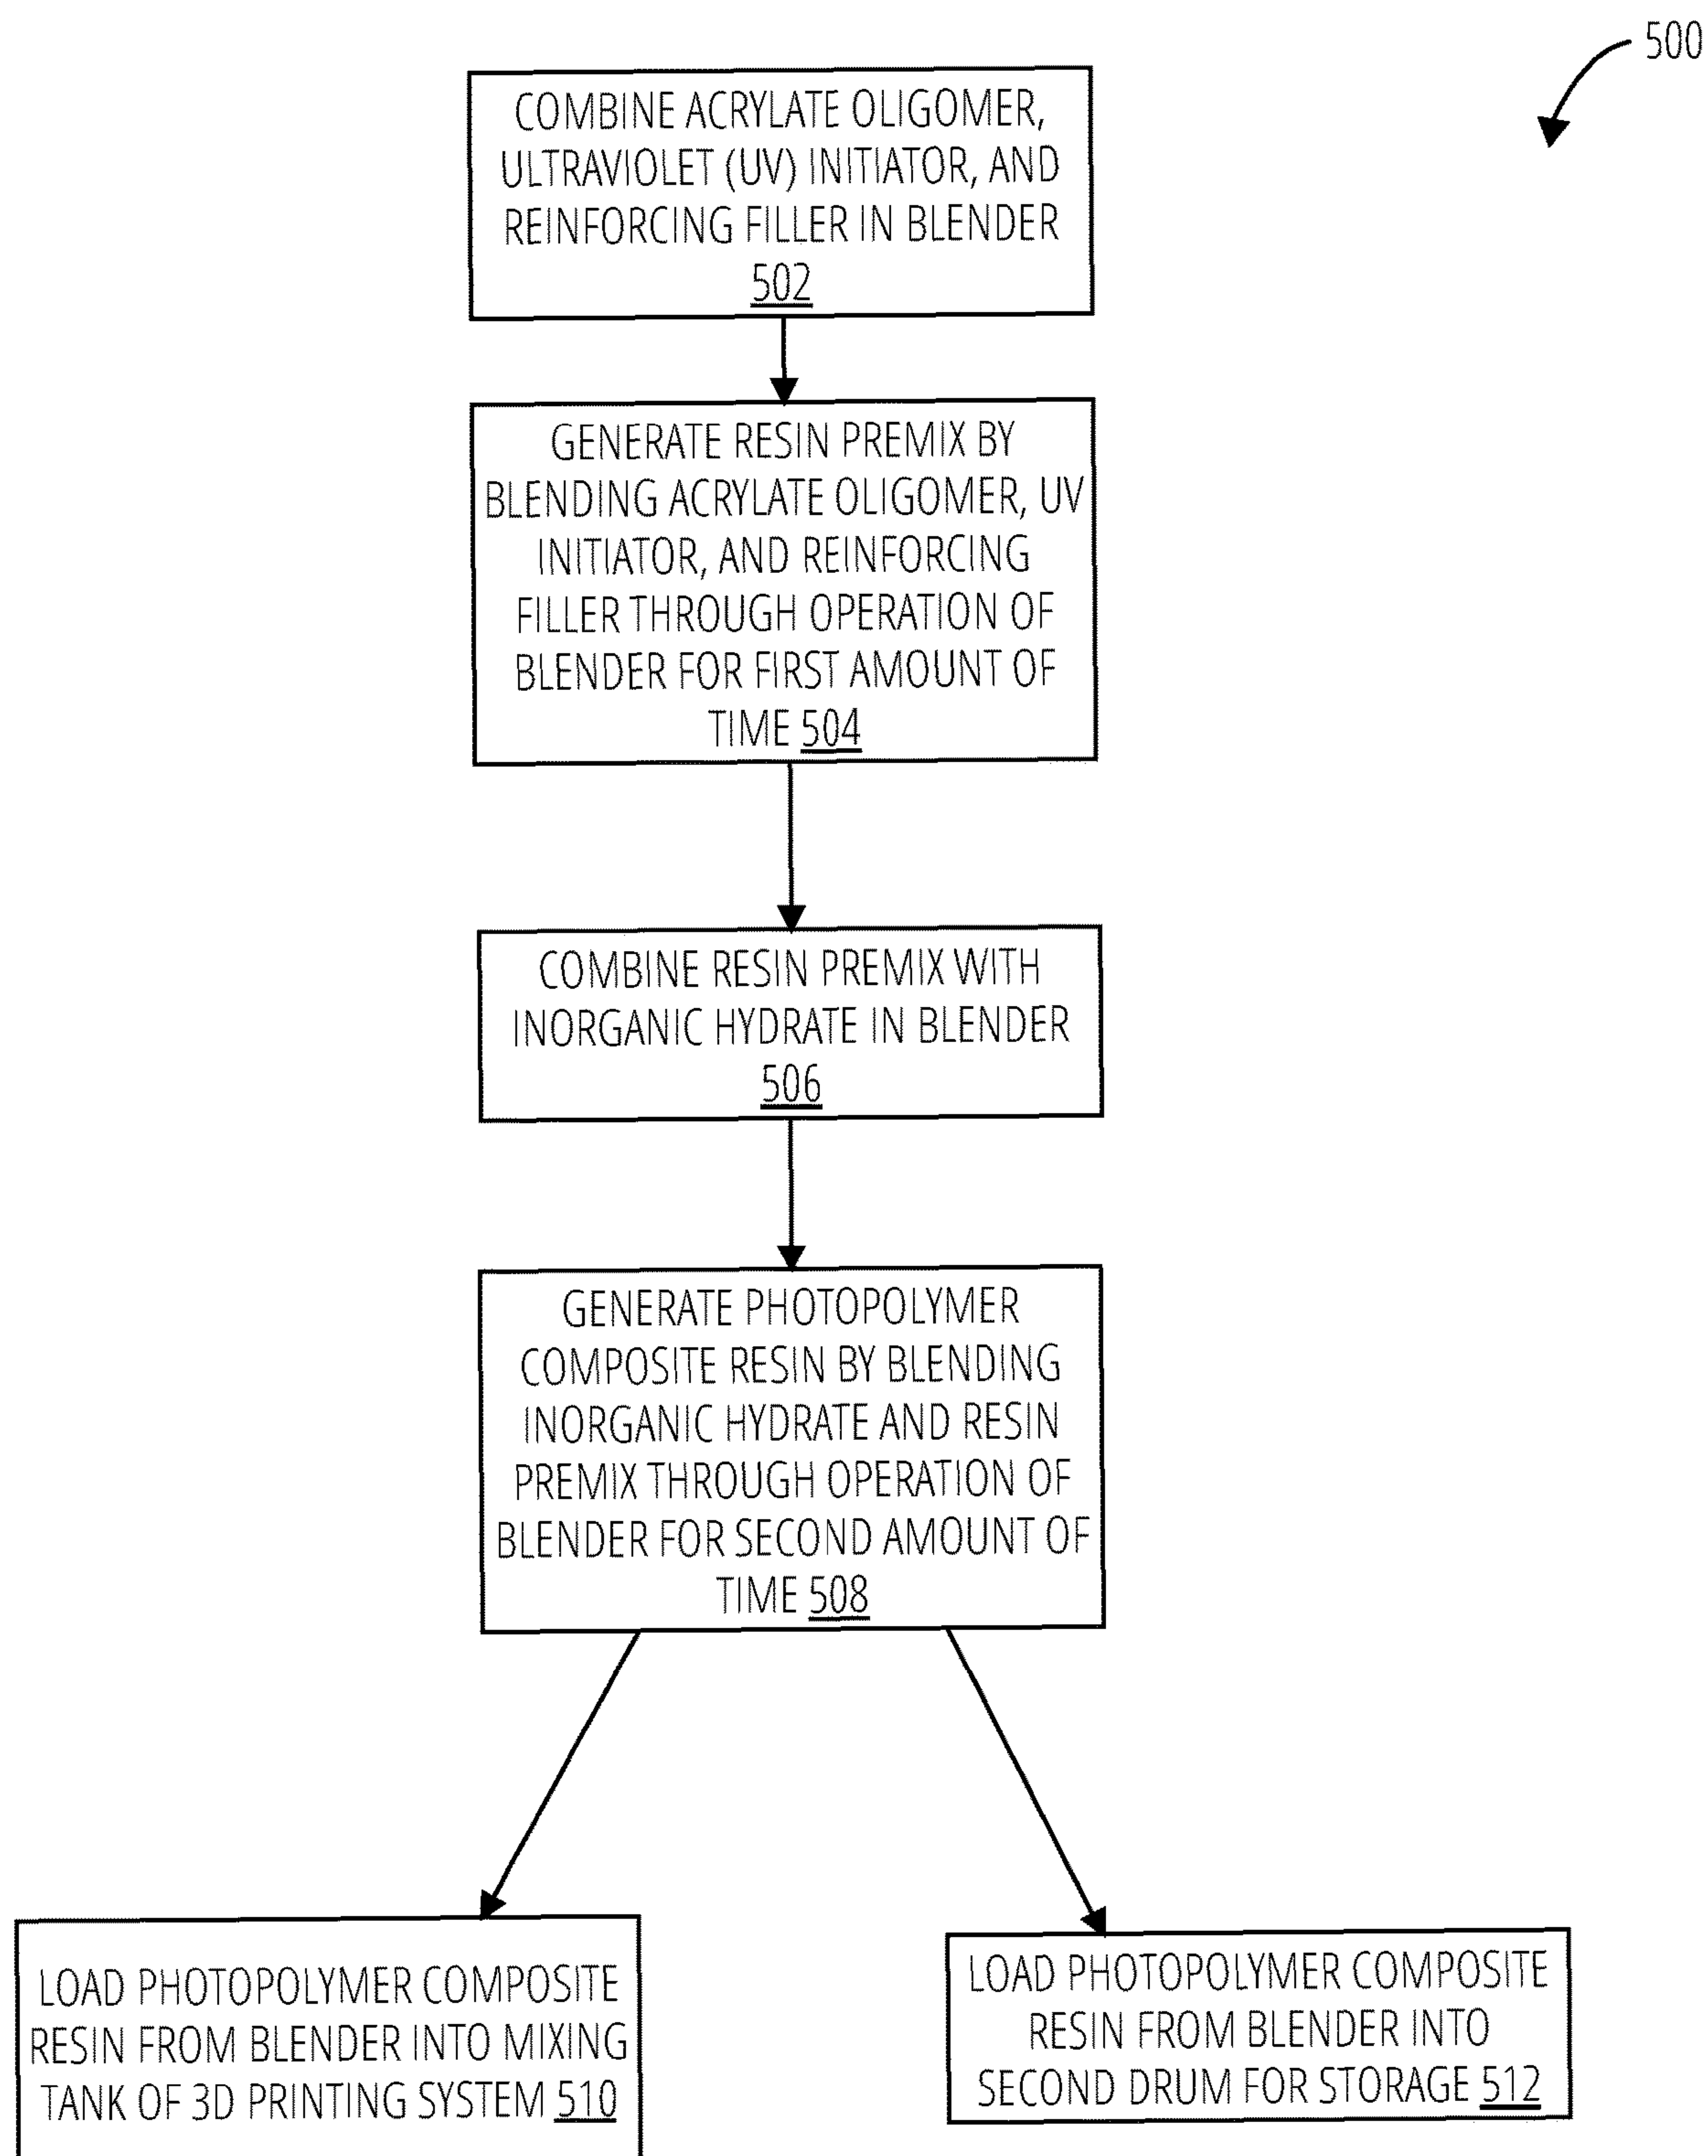 500
COMBINE ACRYLATE OLIGOMER,
ULTRAVIOLET (UV) INITIATOR, AND
REINFORCING FILLER IN BLENDER
502
GENERATE RESIN PREMIX BY
BLENDING ACRYLATE OLIGOMER, UV
INITIATOR, AND REINFORCING
FILLER THROUGH OPERATION OF
BLENDER FOR FIRST AMOUNT OF
TIME 504
COMBINE RESIN PREMIX WITH
INORGANIC HYDRATE IN BLENDER
506
GENERATE PHOTOPOLYMER
COMPOSITE RESIN BY BLENDING
INORGANIC HYDRATE AND RESIN
PREMIX THROUGH OPERATION OF
BLENDER FOR SECOND AMOUNT OF
TIME 508
LOAD PHOTOPOLYMER COMPOSITE
RESIN FROM BLENDER INTO MIXING
TANK OF 3D PRINTING SYSTEM 510
LOAD PHOTOPOLYMER COMPOSITE
RESIN FROM BLENDER INTO
SECOND DRUM FOR STORAGE 512